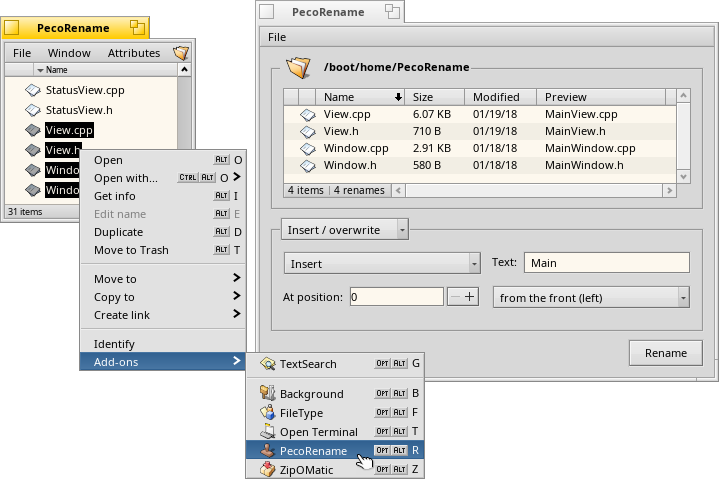 PecoRename
File Window Attributes
Name
StatusView.cpp
StatusView.h
View.cpp
View.h
Windo
Windo
31 items
Open ALT O
Open with... CTRL ALT O
Get info ALT I
Edit name ALT E
Duplicate ALT D
Move to Trash ALT T
Move to
Copy to
Create link
Identify
Add-ons
TextSearch OPT ALT G
Background OPT ALT B
FileType OPT ALT F
Open Terminal OPT ALT T
PecoRename OPT ALT R
ZipOMatic OPT ALT Z
PecoRename
File
/boot/home/PecoRename
Name Size Modified Preview
View.cpp 6.07 KB 01/19/18 MainView.cpp
View.h 710 B 01/19/18 MainView.h
Window.cpp 2.91 KB 01/18/18 MainWindow.cpp
Window.h 580 B 01/18/18 MainWindow.h
4 items 4 renames
Insert / overwrite
Insert Text: Main
At position: 0 from the front (left)
Rename